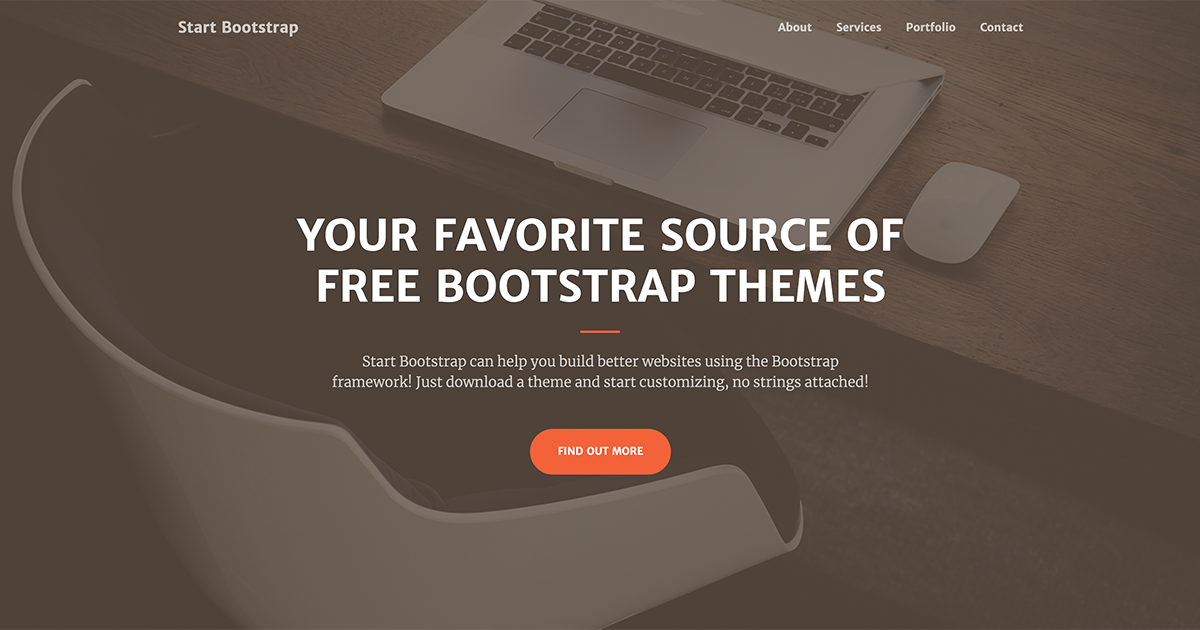 Start Bootstrap
About Services Portfolio Contact
YOUR FAVORITE SOURCE OF
FREE BOOTSTRAP THEMES
Start Bootstrap can help you build better websites using the Bootstrap
framework! Just download a theme and start customizing, no strings attached!
FIND OUT MORE